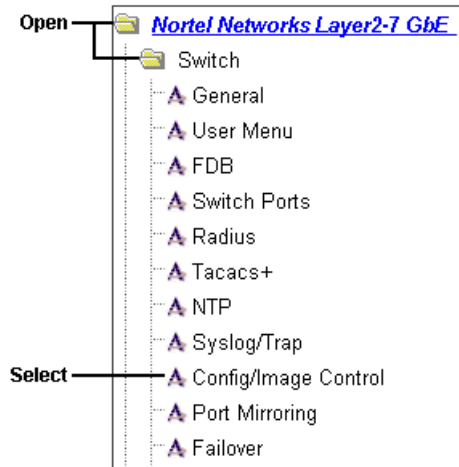 Open
Nortel Networks Layer2-7 GbE
Switch
General
User Menu
FDB
Switch Ports
Radius
Tacacs+
NTP
Syslog/Trap
Select
Config/Image Control
Port Mirroring
Failover